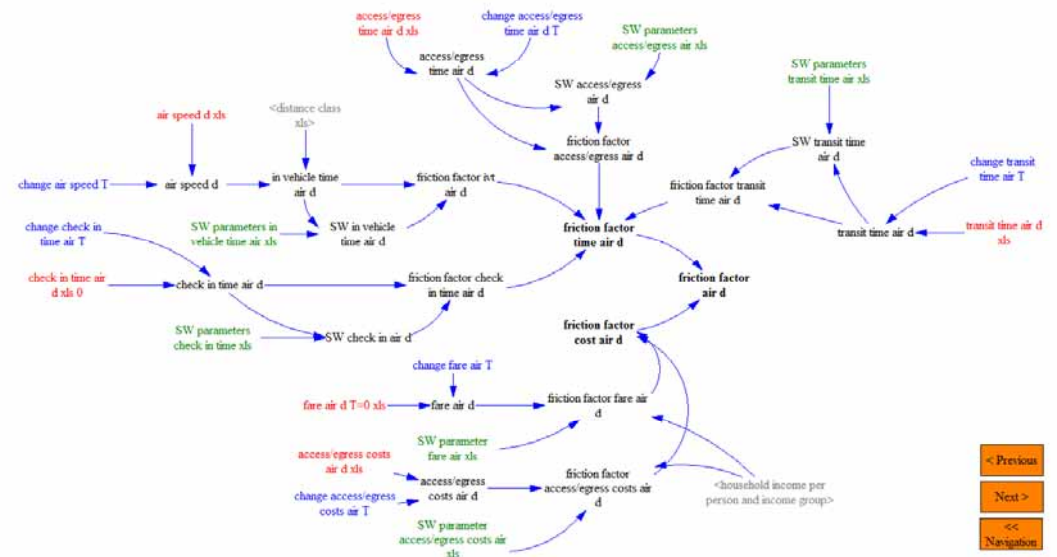 access/egress
time air d xls
change access/egress
time air d T
SW parameters
access/egress air xls
access/egress
time air d
SW parameters
transit time air xls
SW access/egress
air d
air speed d xls
<distance class
xls>
friction factor
access/egress air d
SW transit time
air d
change transit
time air T
change air speed T
air speed d
in vehicle time
air d
friction factor ivt
air d
friction factor transit
time air d
change check in
time air T
SW parameters in
vehicle time air xls
SW in vehicle
time air d
friction factor
time air d
transit time air d
transit time air d
xls
check in time air
d xls 0
check in time air d
friction factor check
in time air d
friction factor
air d
SW parameters
check in time xls
SW check in air d
friction factor
cost air d
change fare air T
fare air d T=0 xls
fare air d
friction factor fare air
d
SW parameter
fare air xls
access/egress costs
air d xls
access/egress
costs air d
change access/egress
costs air T
friction factor
access/egress costs air
d
<household income per
person and income group>
SW parameter
access/egress costs air
xls
< Previous
Next >
<<
Navigation